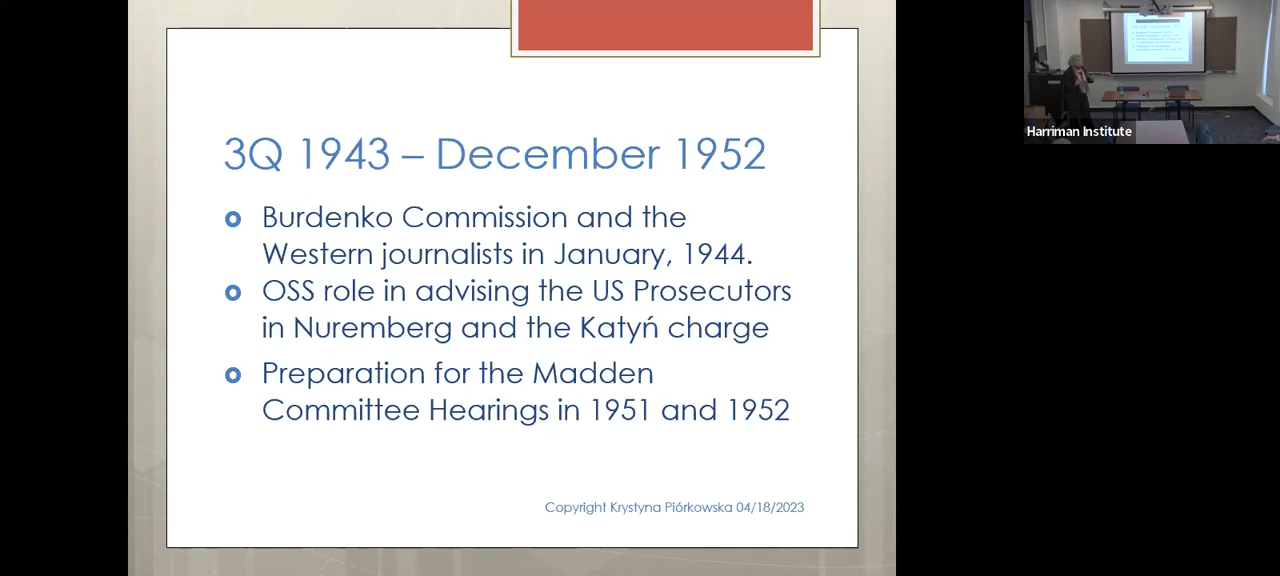 3Q 1943 – December 1952
Burdenko Commission and the
Western journalists in January, 1944.
OSS role in advising the US Prosecutors
in Nuremberg and the Katyń charge
Preparation for the Madden
Committee Hearings in 1951 and 1952
Copyright Krystyna Piórkowska 04/18/2023
Harriman Institute